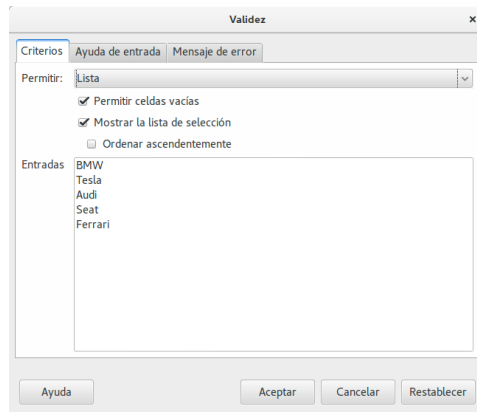 Validez ×
Criterios Ayuda de entrada Mensaje de error
Permitir: Lista
Permitir celdas vacías
Mostrar la lista de selección
Ordenar ascendentemente
Entradas BMW
Tesla
Audi
Seat
Ferrari
Ayuda Aceptar Cancelar Restablecer